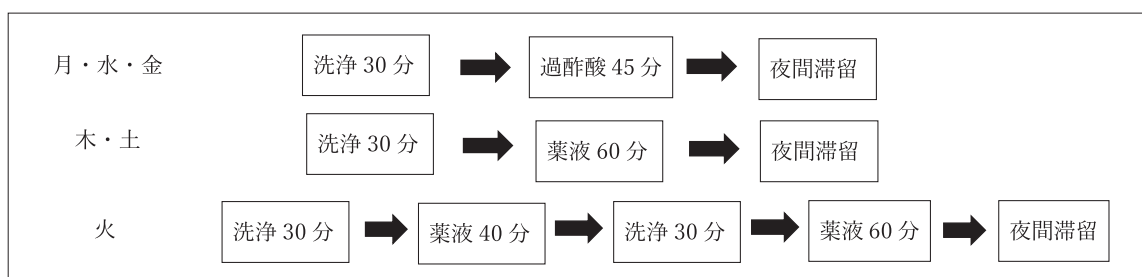 月・水・金 洗浄 30 分 過酢酸 45 分 夜間滞留
木・土 洗浄 30 分 薬液 60 分 夜間滞留
火 洗浄 30 分 薬液 40 分 洗浄 30 分 薬液 60 分 夜間滞留